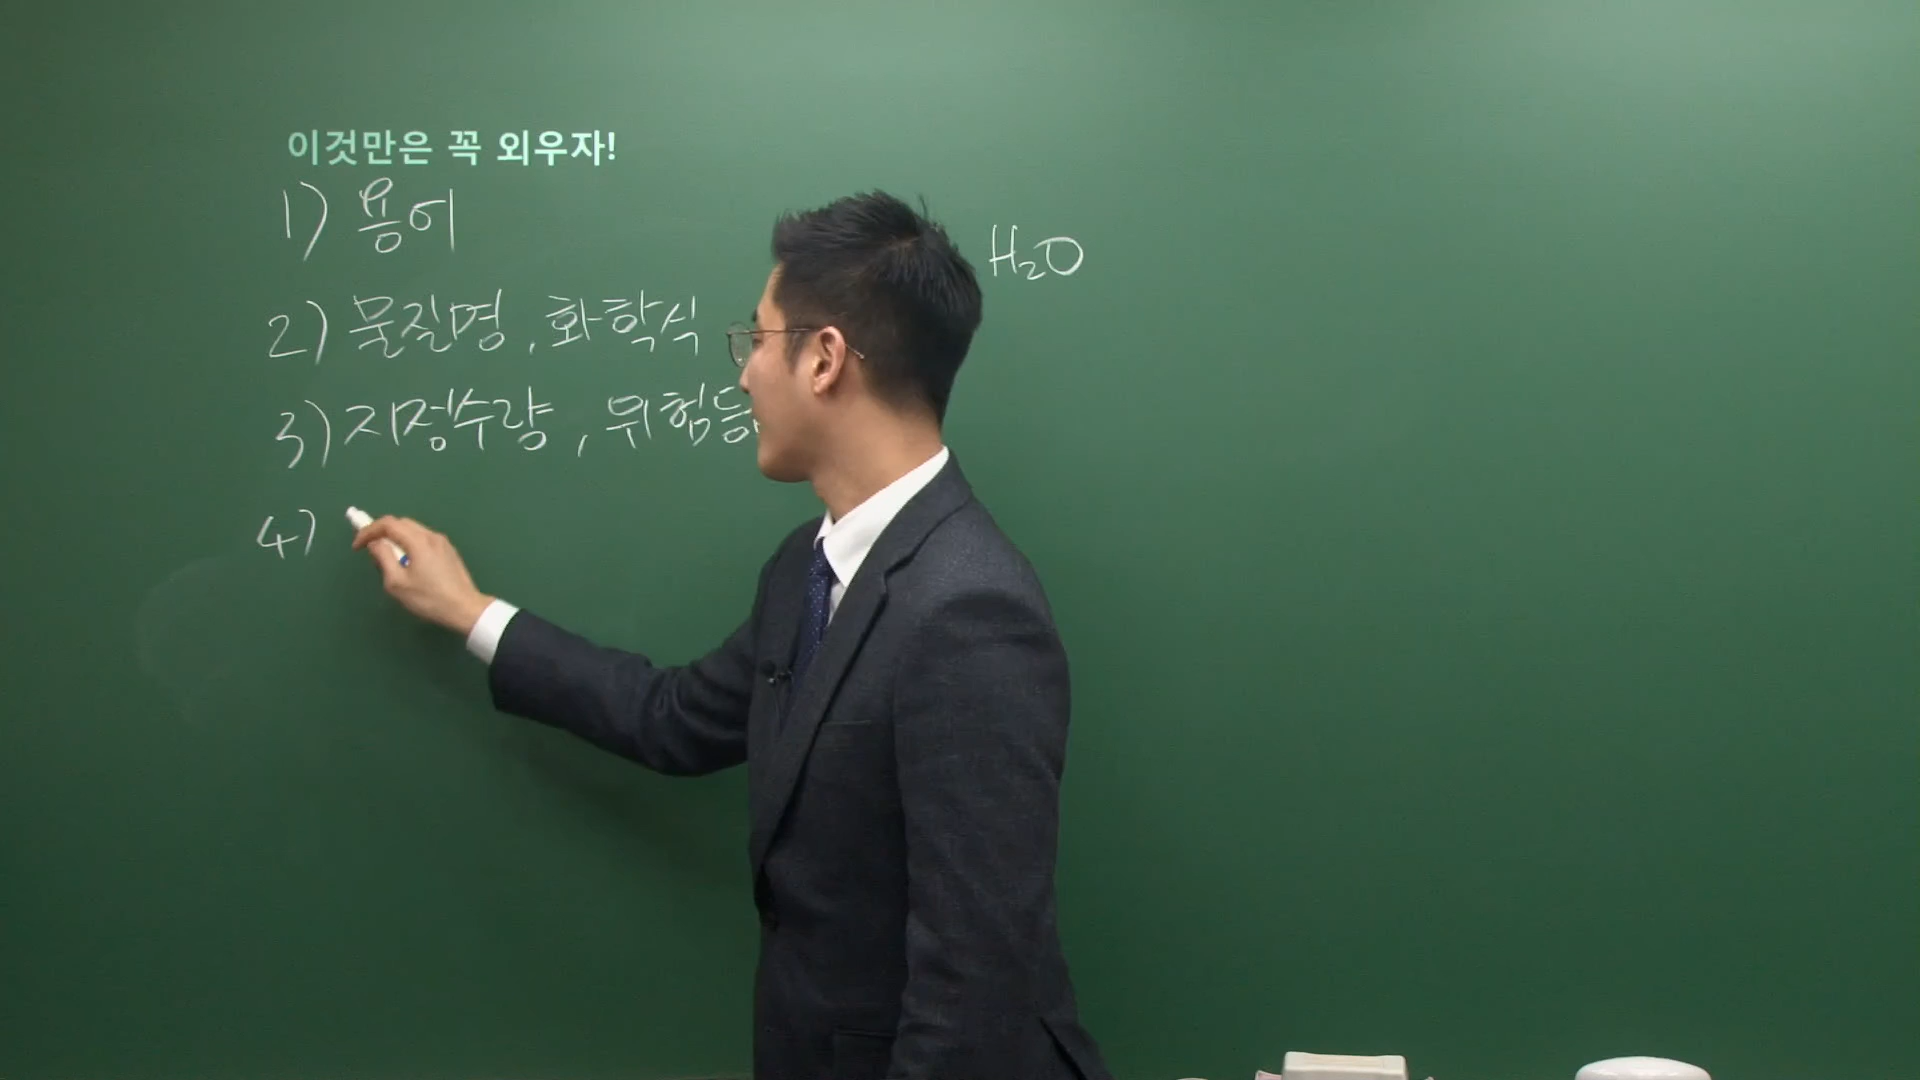 이것만은 꼭 외우자!
1) 용어
H₂O
2) 물질명, 화학식
3) 지정수량, 위험등
4)